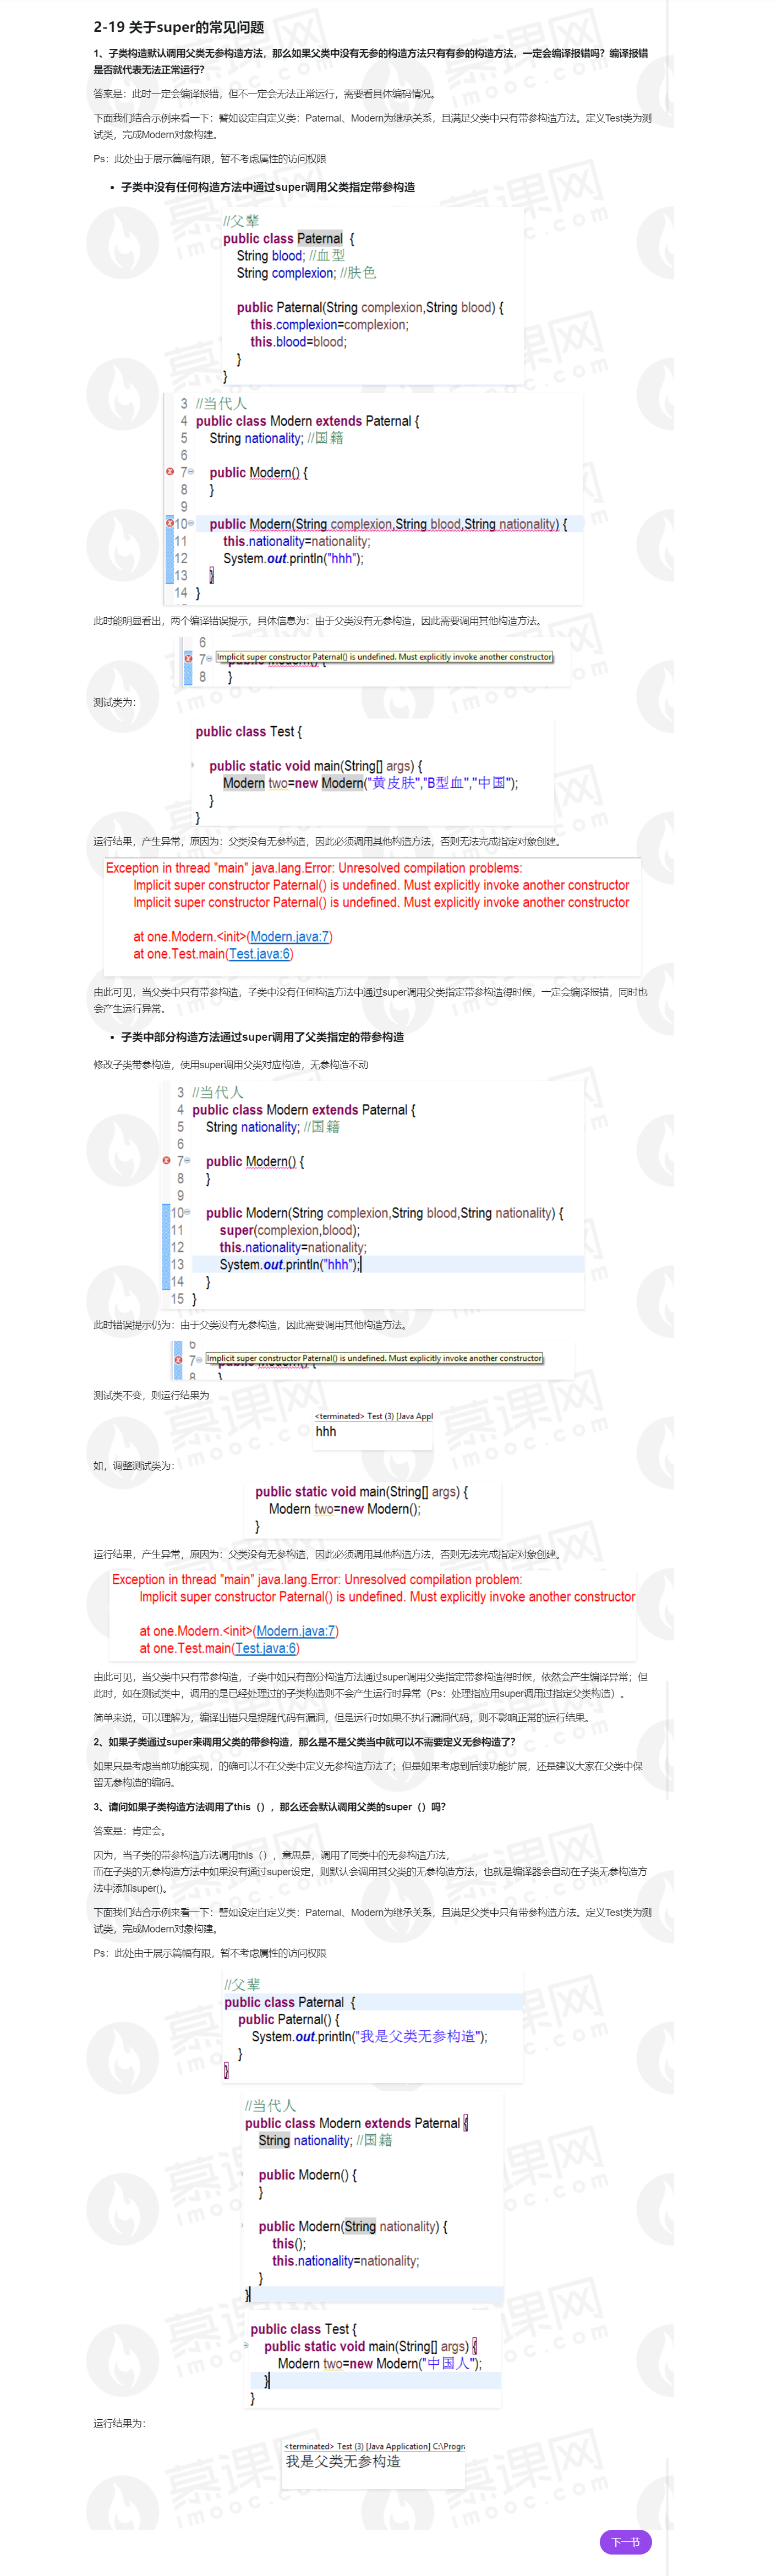 2-19 关于super的常见问题
1、子类构造默认调用父类无参构造方法，那么如果父类中没有无参的构造方法只有有参的构造方法，一定会编译报错吗？编译报错
是否就代表无法正常运行？
答案是：此时一定会编译报错，但不一定会无法正常运行，需要看具体编码情况。
下面我们结合示例来看一下：譬如设定自定义类：Paternal、Modern为继承关系，且满足父类中只有带参构造方法。定义Test类为测
试类，完成Modern对象构建。
Ps：此处由于展示篇幅有限，暂不考虑属性的访问权限
• 子类中没有任何构造方法中通过super调用父类指定带参构造
//父辈
public class Paternal {
String blood; //血型
String complexion; //肤色
public Paternal(String complexion,String blood) {
this.complexion=complexion;
this.blood=blood;
}
}
3 //当代人
4 public class Modern extends Paternal {
5 String nationality; //国籍
6
7 public Modern() {
8 }
9
10 public Modern(String complexion,String blood,String nationality) {
11 this.nationality=nationality;
12 System.out.println("hhh");
13 }
14 }
此时能明显看出，两个编译错误提示，具体信息为：由于父类没有无参构造，因此需要调用其他构造方法。
6
7 Implicit super constructor Paternal() is undefined. Must explicitly invoke another constructor
8 }
测试类为：
public class Test {
public static void main(String[] args) {
Modern two=new Modern("黄皮肤","B型血","中国");
}
}
运行结果，产生异常，原因为：父类没有无参构造，因此必须调用其他构造方法，否则无法完成指定对象创建。
Exception in thread "main" java.lang.Error: Unresolved compilation problems:
Implicit super constructor Paternal() is undefined. Must explicitly invoke another constructor
Implicit super constructor Paternal() is undefined. Must explicitly invoke another constructor
at one.Modern.<init>(Modern.java:7)
at one.Test.main(Test.java:6)
由此可见，当父类中只有带参构造，子类中没有任何构造方法中通过super调用父类指定带参构造得时候，一定会编译报错，同时也
会产生运行异常。
• 子类中部分构造方法通过super调用了父类指定的带参构造
修改子类带参构造，使用super调用父类对应构造，无参构造不动
3 //当代人
4 public class Modern extends Paternal {
5 String nationality; //国籍
6
7 public Modern() {
8 }
9
10 public Modern(String complexion,String blood,String nationality) {
11 super(complexion,blood);
12 this.nationality=nationality;
13 System.out.println("hhh");
14 }
15 }
此时错误提示仍为：由于父类没有无参构造，因此需要调用其他构造方法。
6
7 Implicit super constructor Paternal() is undefined. Must explicitly invoke another constructor
8 }
测试类不变，则运行结果为
<terminated> Test (3) [Java Appl
hhh
如，调整测试类为：
public static void main(String[] args) {
Modern two=new Modern();
}
运行结果，产生异常，原因为：父类没有无参构造，因此必须调用其他构造方法，否则无法完成指定对象创建。
Exception in thread "main" java.lang.Error: Unresolved compilation problem:
Implicit super constructor Paternal() is undefined. Must explicitly invoke another constructor
at one.Modern.<init>(Modern.java:7)
at one.Test.main(Test.java:6)
由此可见，当父类中只有带参构造，子类中如只有部分构造方法通过super调用父类指定带参构造得时候，依然会产生编译异常；但
此时，如在测试类中，调用的是已经处理过的子类构造则不会产生运行时异常（Ps：处理指应用super调用过指定父类构造）。
简单来说，可以理解为，编译出错只是提醒代码有漏洞，但是运行时如果不执行漏洞代码，则不影响正常的运行结果。
2、如果子类通过super来调用父类的带参构造，那么是不是父类当中就可以不需要定义无参构造了？
如果只是考虑当前功能实现，的确可以不在父类中定义无参构造方法了；但是如果考虑到后续功能扩展，还是建议大家在父类中保
留无参构造的编码。
3、请问如果子类构造方法调用了this（），那么还会默认调用父类的super（）吗？
答案是：肯定会。
因为，当子类的带参构造方法调用this（），意思是，调用了同类中的无参构造方法，
而在子类的无参构造方法中如果没有通过super设定，则默认会调用其父类的无参构造方法，也就是编译器会自动在子类无参构造方
法中添加super()。
下面我们结合示例来看一下：譬如设定自定义类：Paternal、Modern为继承关系，且满足父类中只有带参构造方法。定义Test类为测
试类，完成Modern对象构建。
Ps：此处由于展示篇幅有限，暂不考虑属性的访问权限
//父辈
public class Paternal {
public Paternal() {
System.out.println("我是父类无参构造");
}
}
//当代人
public class Modern extends Paternal {
String nationality; //国籍
public Modern() {
}
public Modern(String nationality) {
this();
this.nationality=nationality;
}
}
public class Test {
public static void main(String[] args) {
Modern two=new Modern("中国人");
}
}
运行结果为：
<terminated> Test (3) [Java Application] C:\Progra
我是父类无参构造
下一节